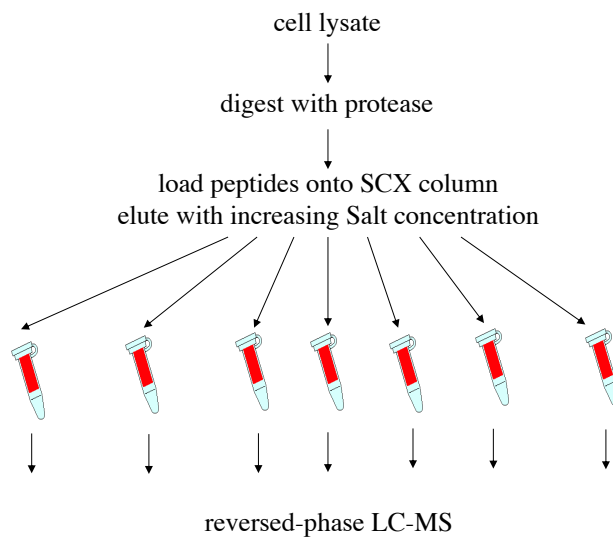 cell lysate
digest with protease
load peptides onto SCX column
elute with increasing Salt concentration
reversed-phase LC-MS